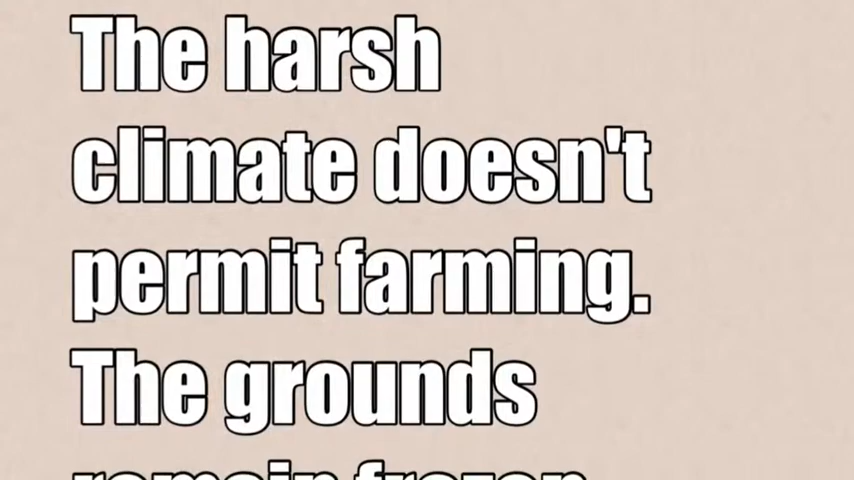 The harsh
climate doesn't
permit farming.
The grounds
remain frozen